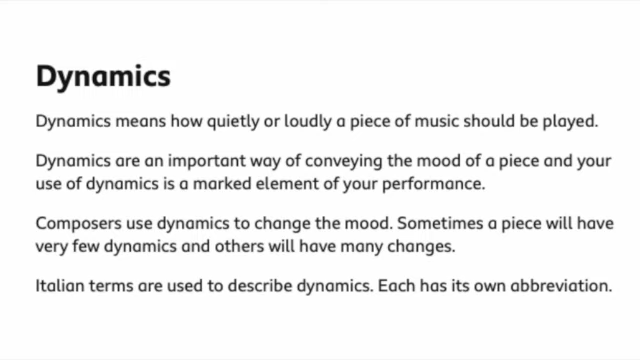 Dynamics
Dynamics means how quietly or loudly a piece of music should be played.
Dynamics are an important way of conveying the mood of a piece and your
use of dynamics is a marked element of your performance.
Composers use dynamics to change the mood. Sometimes a piece will have
very few dynamics and others will have many changes.
Italian terms are used to describe dynamics. Each has its own abbreviation.